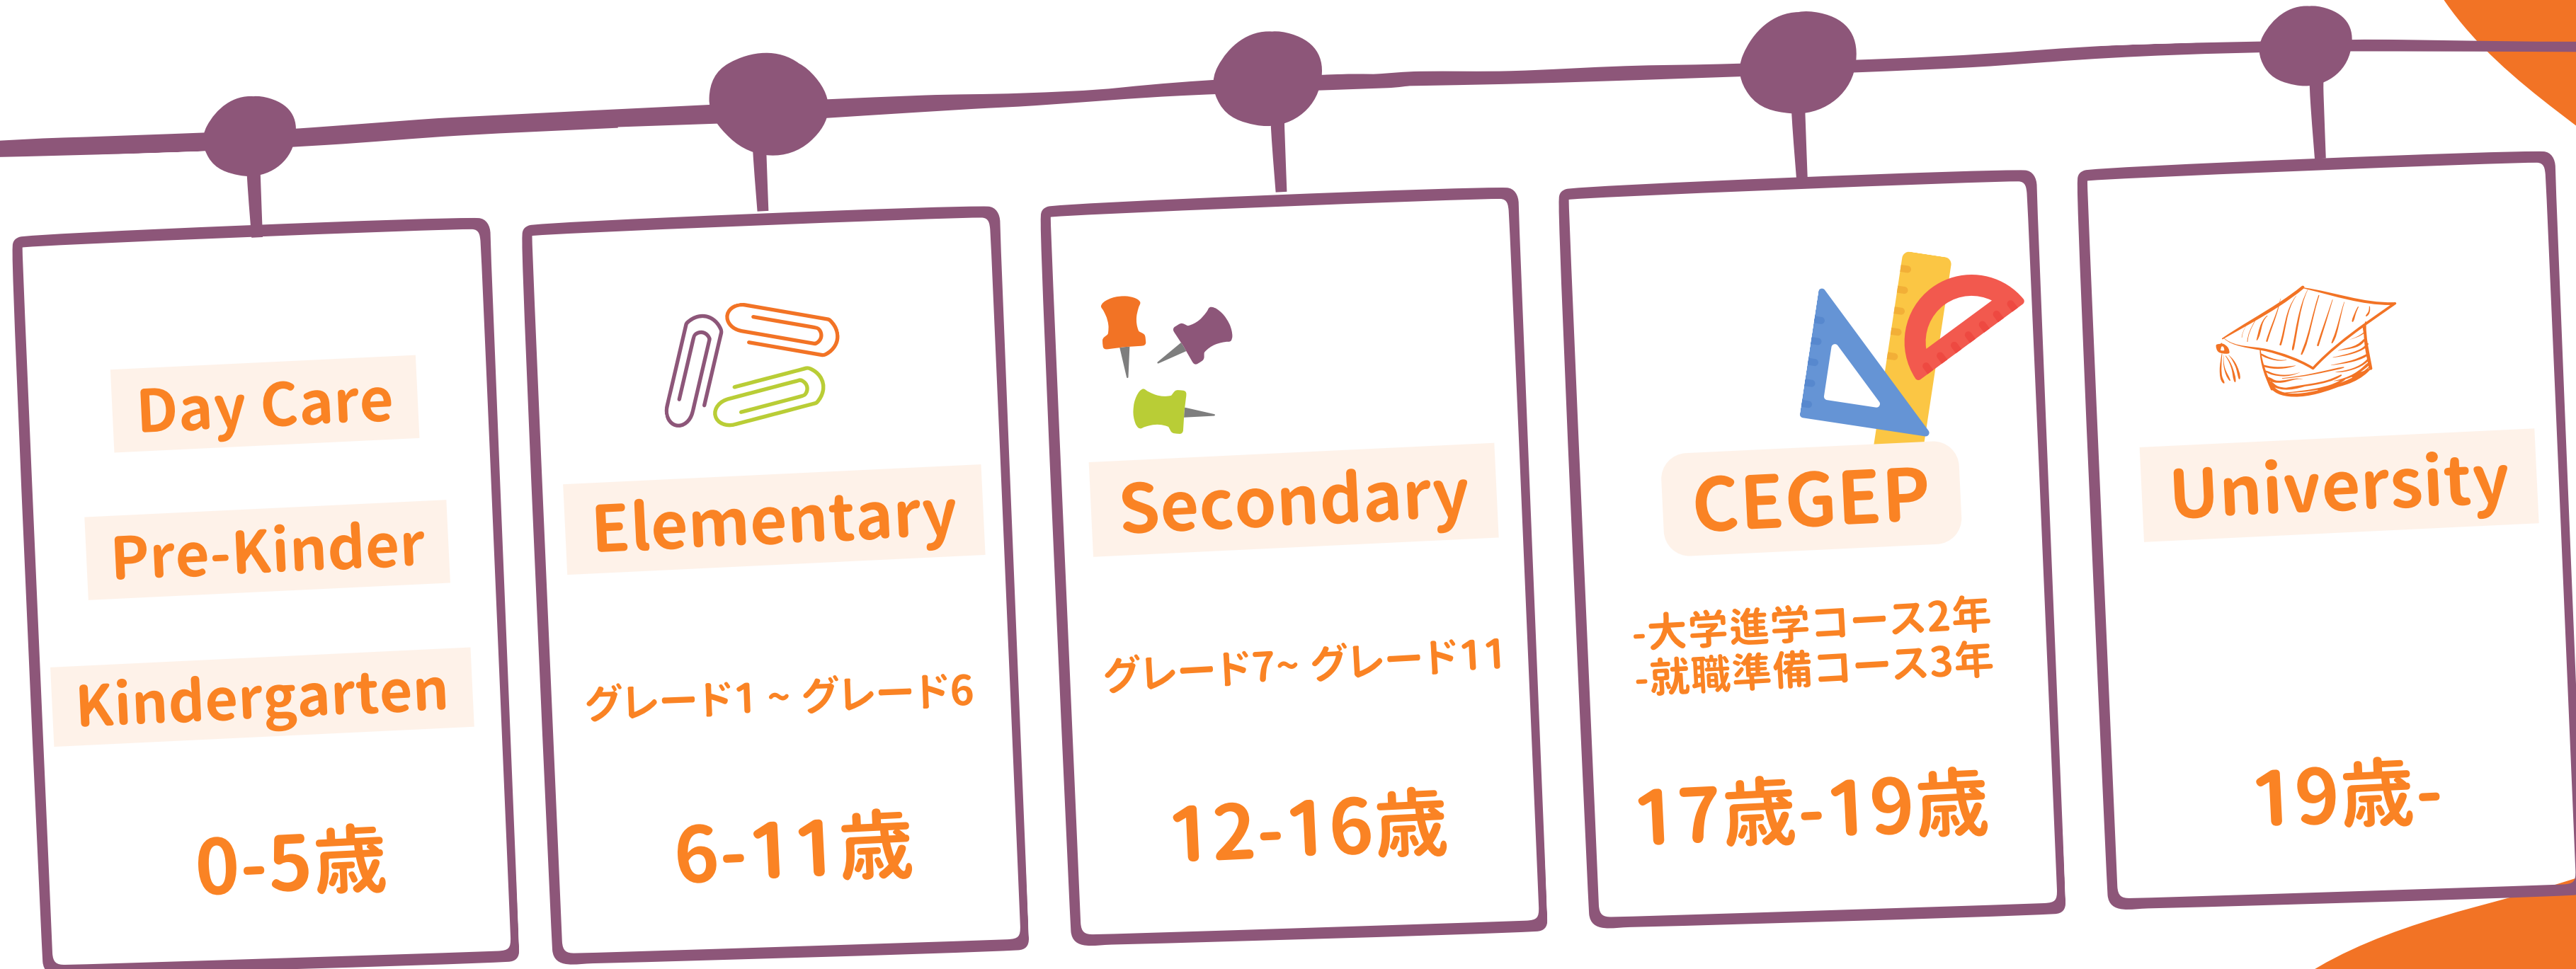 Day Care
Pre-Kinder
Kindergarten
0-5歳
Elementary
グレード1 ~ グレード6
6-11歳
Secondary
グレード7~ グレード11
12-16歳
CEGEP
-大学進学コース2年
-就職準備コース3年
17歳-19歳
University
19歳-